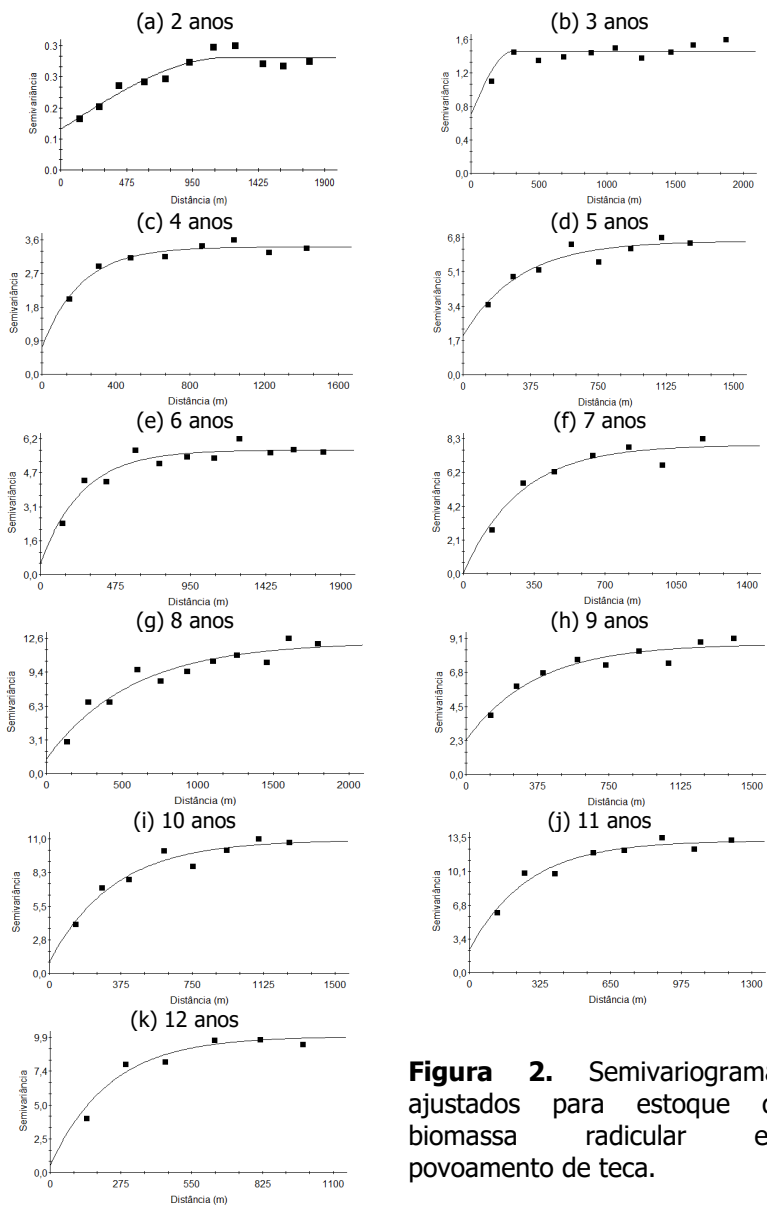 (a) 2 anos
0.3
0.3
0.2
0.1
0.0
Semivariância
0 475 950 1425 1900
Distância (m)
(b) 3 anos
1,6
1,2
0,8
0,4
0,0
Semivariância
0 500 1000 1500 2000
Distância (m)
(c) 4 anos
3,6
2,7
1,8
0,9
0,0
Semivariância
0 400 800 1200 1600
Distância (m)
(d) 5 anos
6,8
5,1
3,4
1,7
0,0
Semivariância
0 375 750 1125 1500
Distância (m)
(e) 6 anos
6,2
4,7
3,1
1,6
0,0
Semivariância
0 475 950 1425 1900
Distância (m)
(f) 7 anos
8,3
6,2
4,2
2,1
0,0
Semivariância
0 350 700 1050 1400
Distância (m)
(g) 8 anos
12,6
9,4
6,3
3,1
0,0
Semivariância
0 500 1000 1500 2000
Distância (m)
(h) 9 anos
9,1
6,8
4,5
2,3
0,0
Semivariância
0 375 750 1125 1500
Distância (m)
(i) 10 anos
11,0
8,3
5,5
2,8
0,0
Semivariância
0 375 750 1125 1500
Distância (m)
(j) 11 anos
13,5
10,1
6,8
3,4
0,0
Semivariância
0 325 650 975 1300
Distância (m)
(k) 12 anos
9,9
7,4
5,0
2,5
0,0
Semivariância
0 275 550 825 1100
Distância (m)
Figura 2. Semivariograma
ajustados para estoque
biomassa radicular e
povoamento de teca.